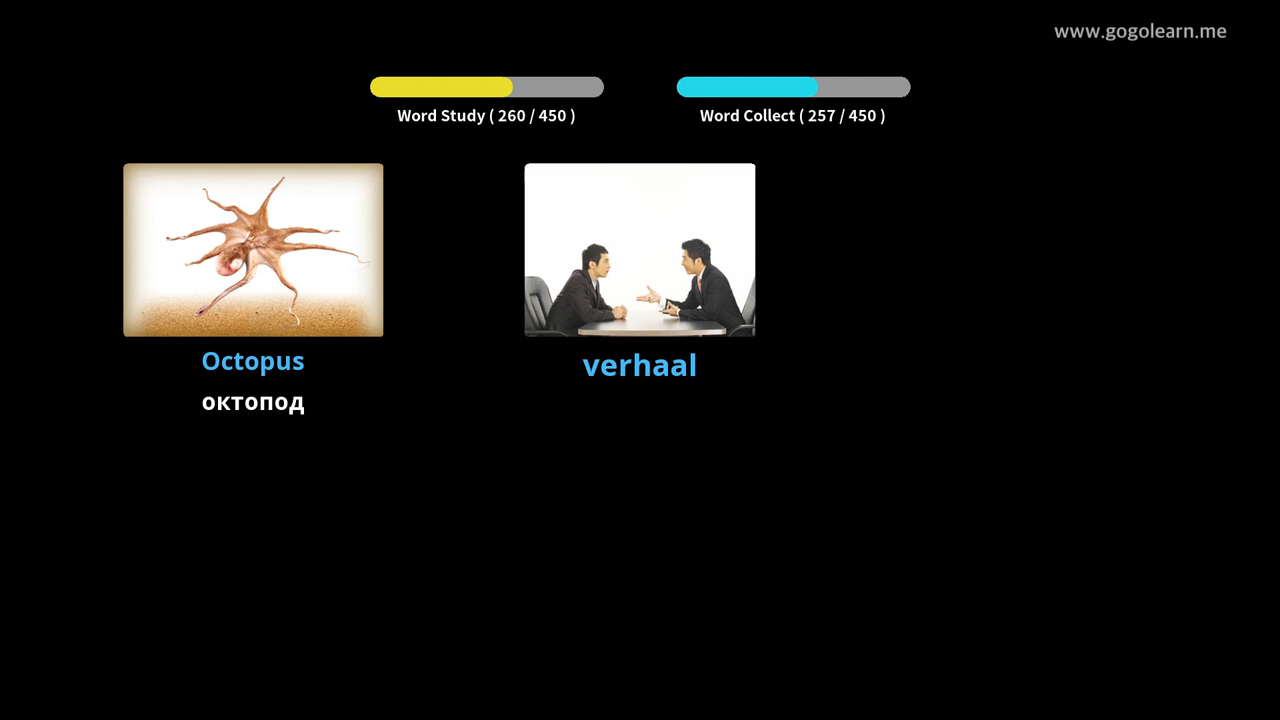 www.gogolearn.me
Word Study ( 260 / 450 )
Word Collect ( 257 / 450 )
Octopus
октопод
verhaal